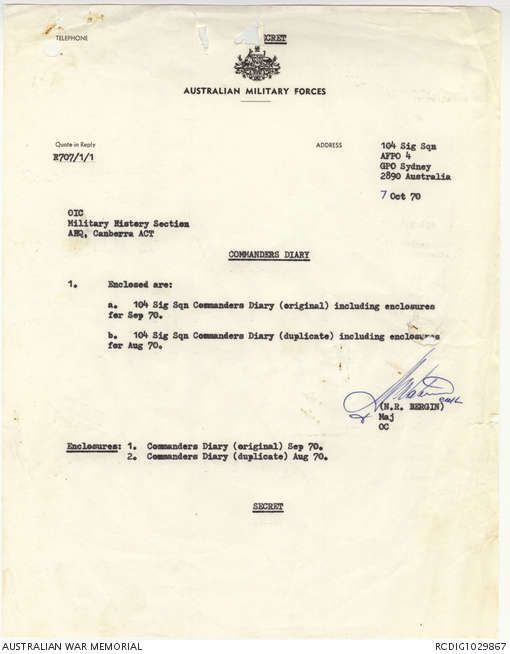 TELEPHONE
CRET
AUSTRALIAN MILITARY FORCES
Quote in Reply
R707/1/1
ADDRESS
104 Sig Sqn
AFPO 4
GPO Sydney
2890 Australia
7 Oct 70
OIC
Military History Section
AHQ, Canberra ACT
COMMANDERS DIARY
1. Enclosed are:
a. 104 Sig Sqn Commanders Diary (original) including enclosures
for Sep 70.
b. 104 Sig Sqn Commanders Diary (duplicate) including enclosures
for Aug 70.
(N.R. BERGIN)
Maj
OC
Enclosures: 1. Commanders Diary (original) Sep 70.
2. Commanders Diary (duplicate) Aug 70.
SECRET
AUSTRALIAN WAR MEMORIAL
RCDIG1029867